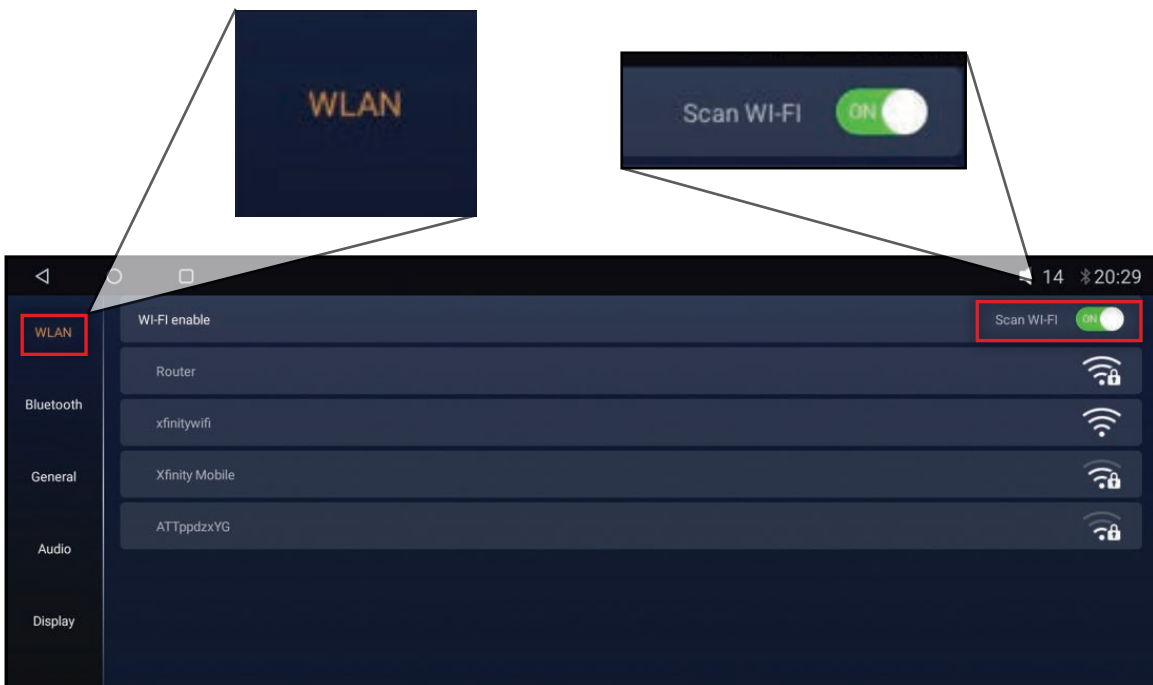 WLAN
Scan WI-FI ON
14 20:29
WLAN
WI-FI enable
Scan WI-FI ON
Router
Bluetooth
xfinitywifi
General
Xfinity Mobile
ATTppdzxYG
Audio
Display